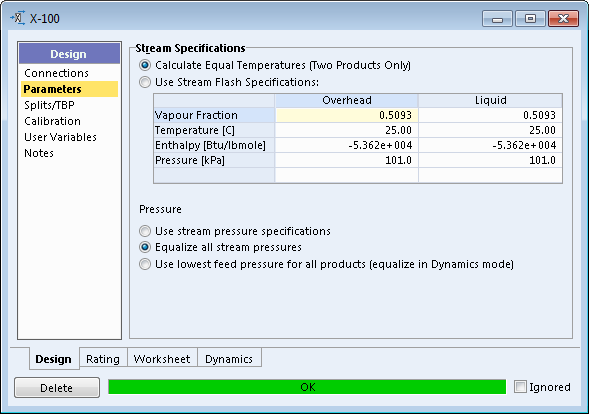 X-100
Design
Connections
Parameters
Splits/TBP
Calibration
User Variables
Notes
Stream Specifications
Calculate Equal Temperatures (Two Products Only)
Use Stream Flash Specifications:
Overhead Liquid
Vapour Fraction 0.5093 0.5093
Temperature [C] 25.00 25.00
Enthalpy [Btu/lbmole] -5.362e+004 -5.362e+004
Pressure [kPa] 101.0 101.0
Pressure
Use stream pressure specifications
Equalize all stream pressures
Use lowest feed pressure for all products (equalize in Dynamics mode)
Design Rating Worksheet Dynamics
Delete OK Ignored